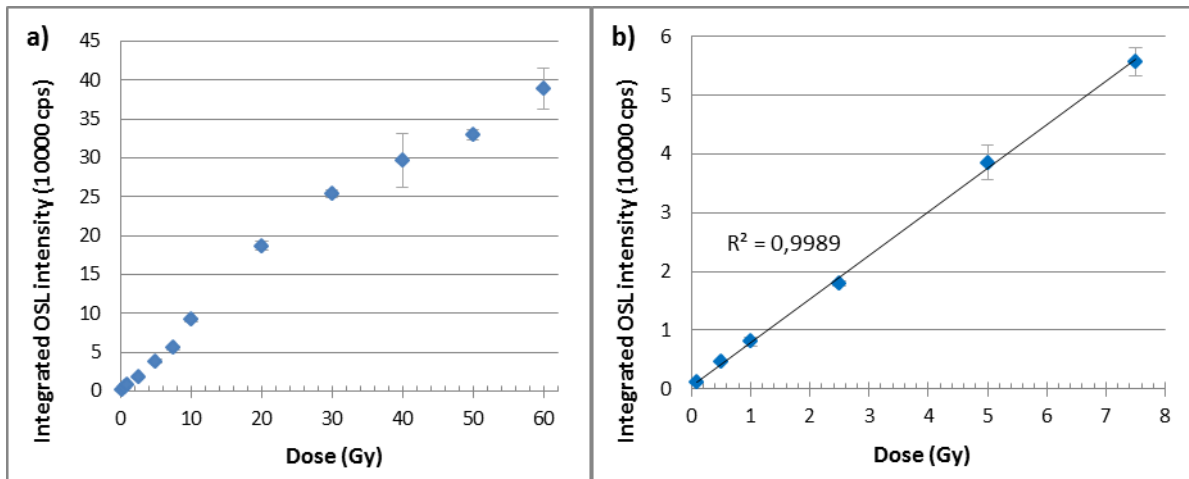 a)
Integrated OSL intensity (10000 cps)
45
40
35
30
25
20
15
10
5
0
0 10 20 30 40 50 60
Dose (Gy)
b)
Integrated OSL intensity (10000 cps)
6
5
4
3
2
1
0
R² = 0,9989
0 1 2 3 4 5 6 7 8
Dose (Gy)